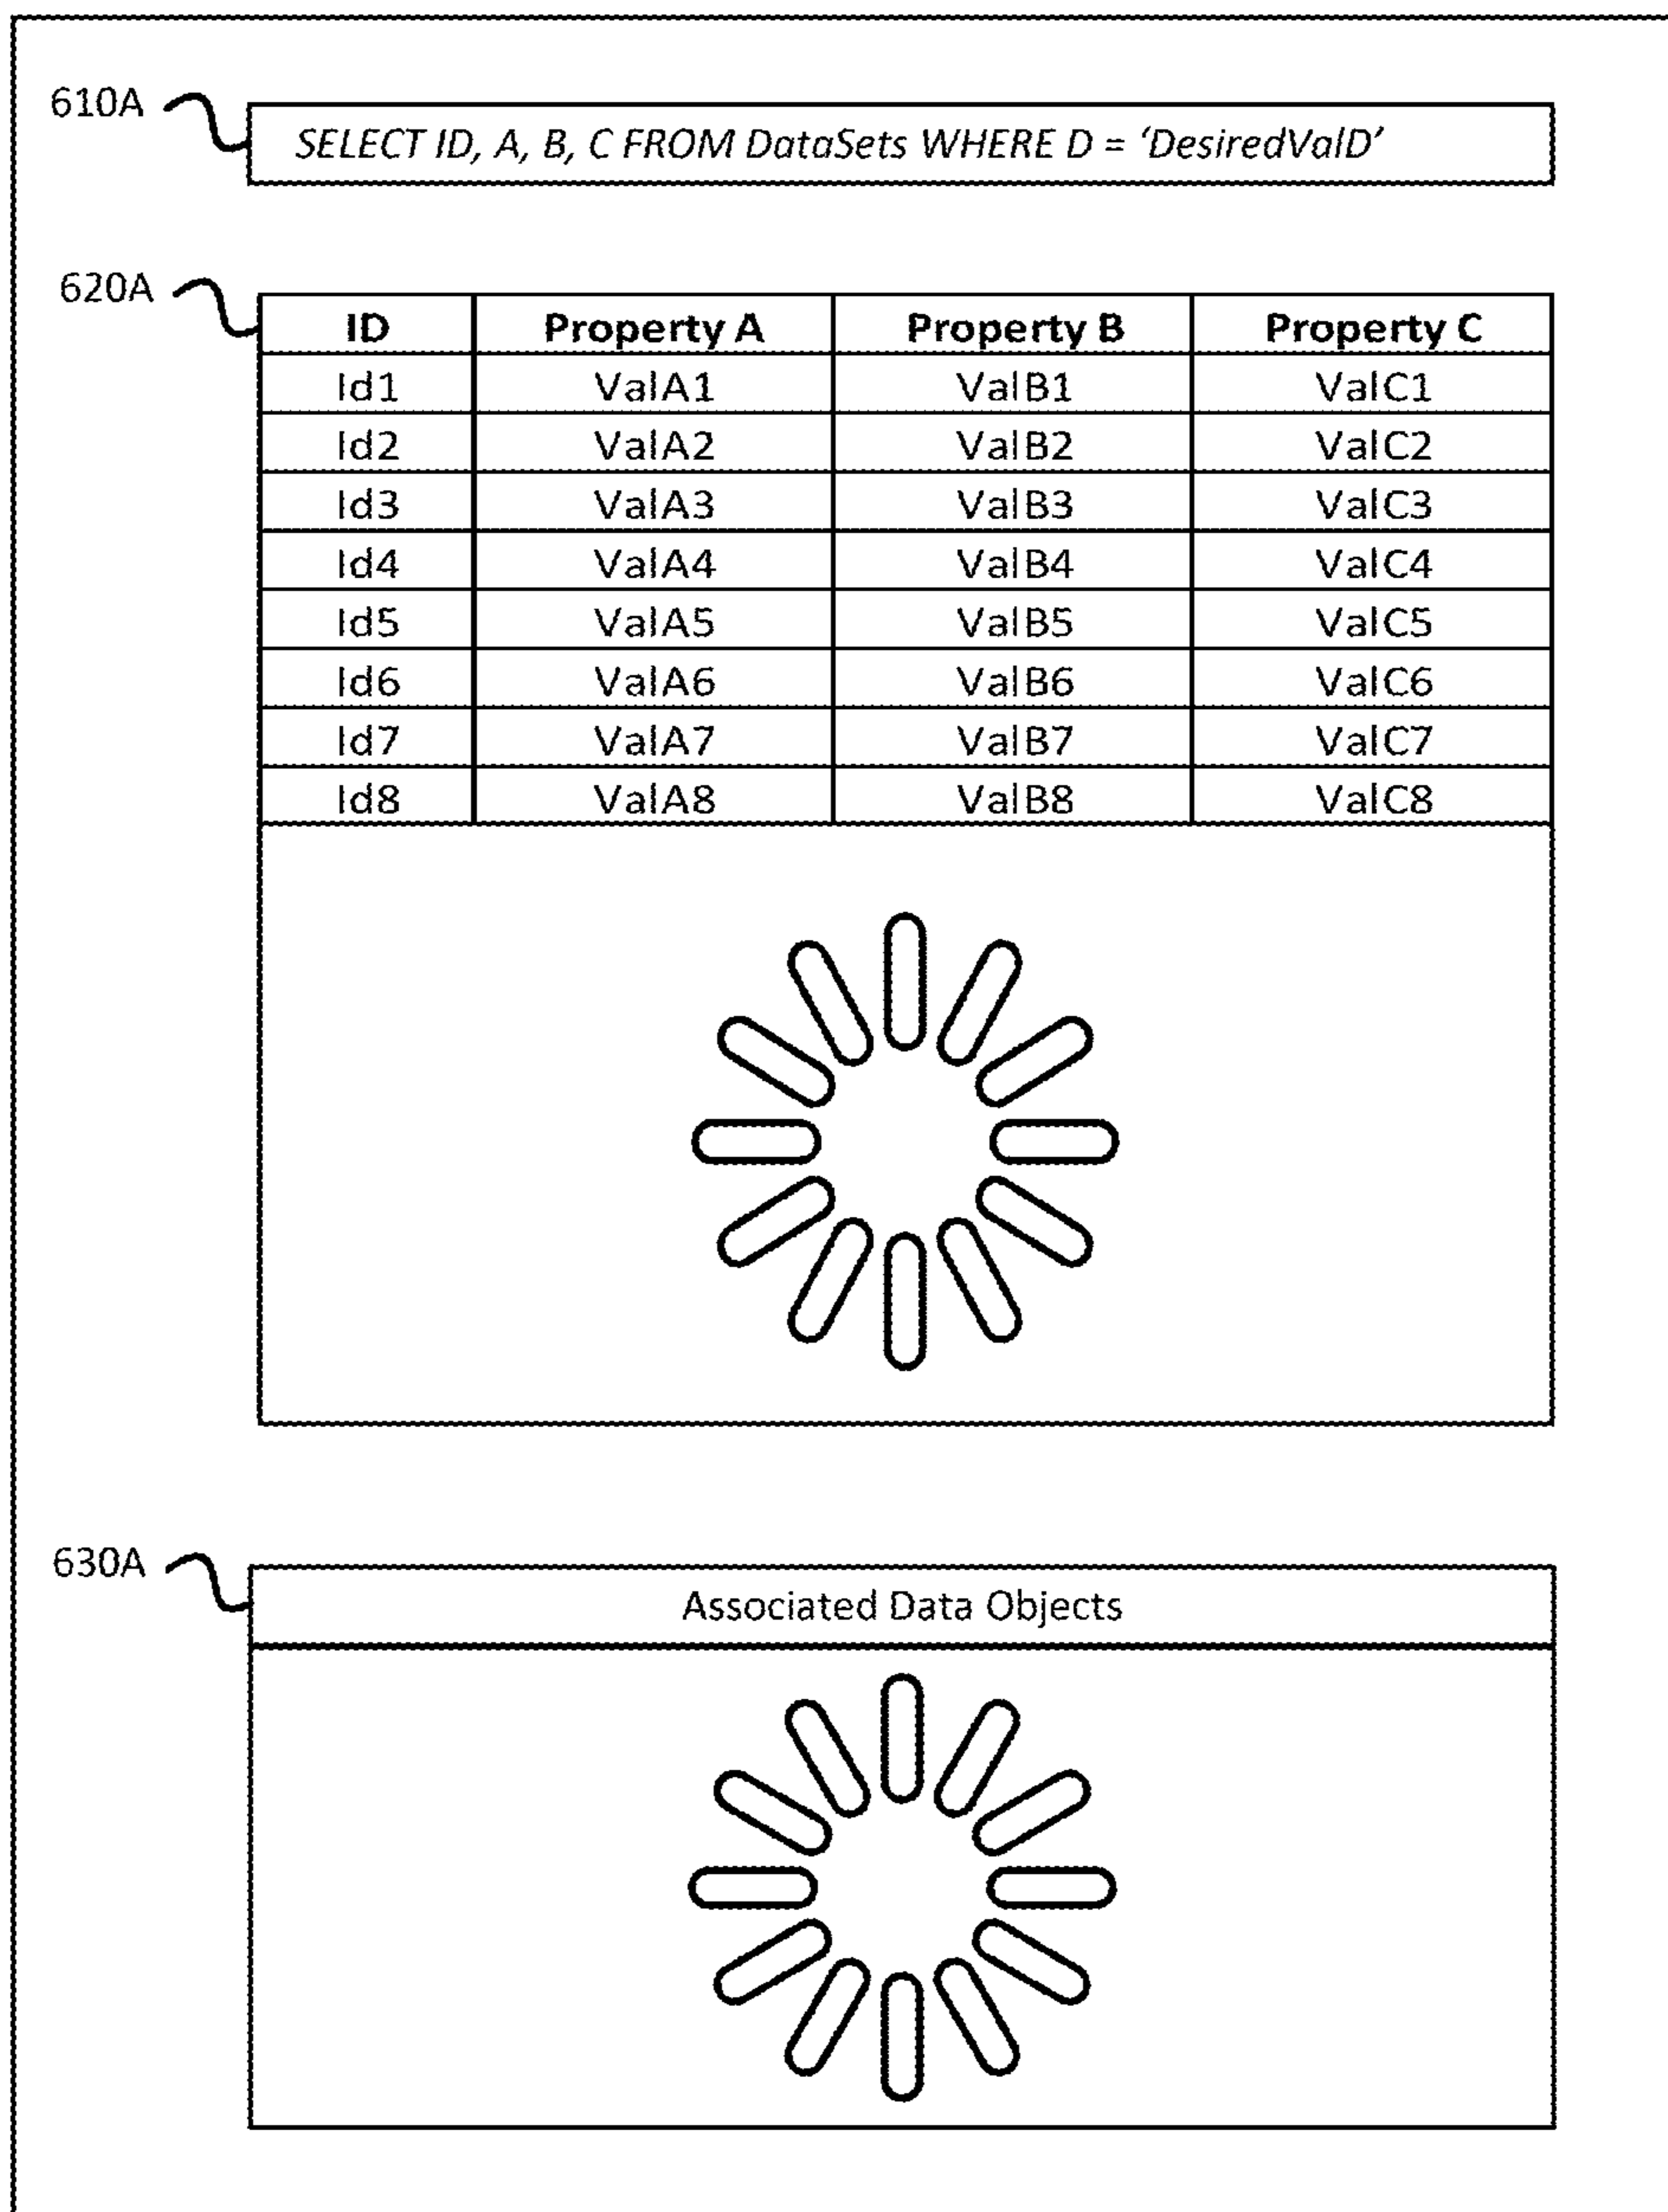 610A
SELECT ID, A, B, C FROM DataSets WHERE D = ‘DesiredValD’
620A
ID Property A Property B Property C
Id1 ValA1 ValB1 ValC1
Id2 ValA2 ValB2 ValC2
Id3 ValA3 ValB3 ValC3
Id4 ValA4 ValB4 ValC4
Id5 ValA5 ValB5 ValC5
Id6 ValA6 ValB6 ValC6
Id7 ValA7 ValB7 ValC7
Id8 ValA8 ValB8 ValC8
630A
Associated Data Objects